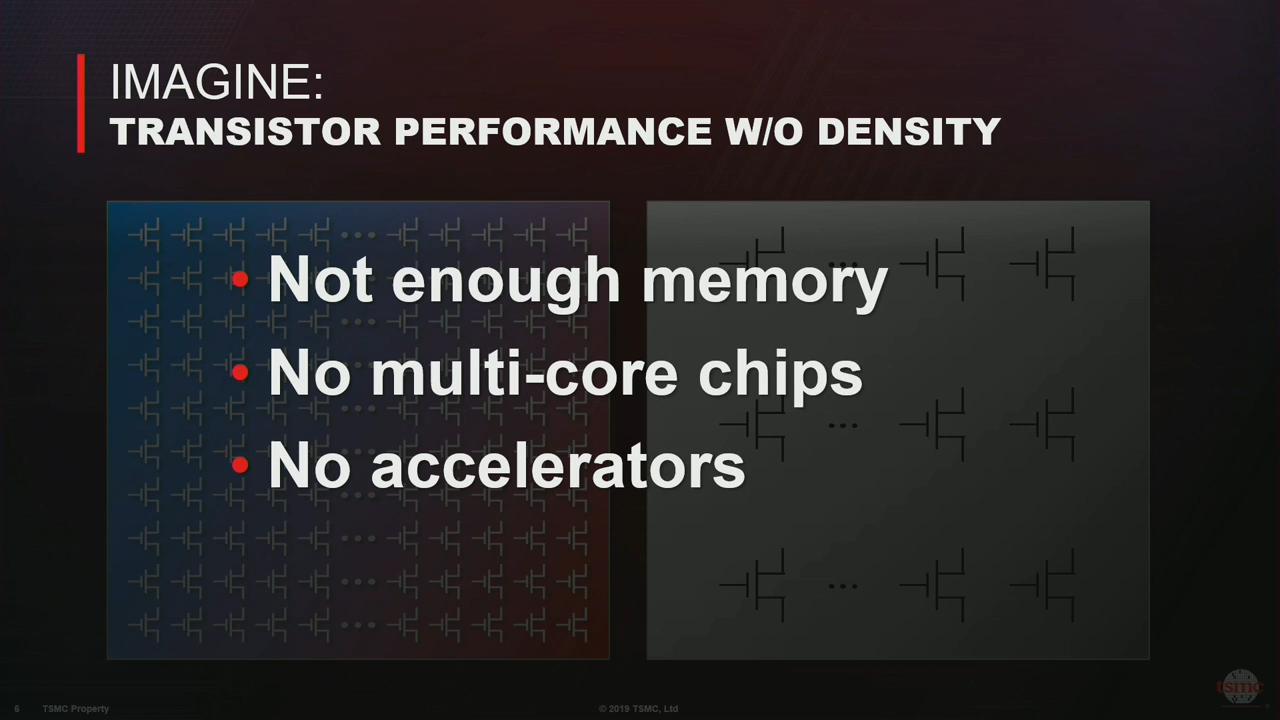 IMAGINE:
TRANSISTOR PERFORMANCE W/O DENSITY
• Not enough memory
• No multi-core chips
• No accelerators
6 TSMC Property © 2019 TSMC, Ltd
tsmc